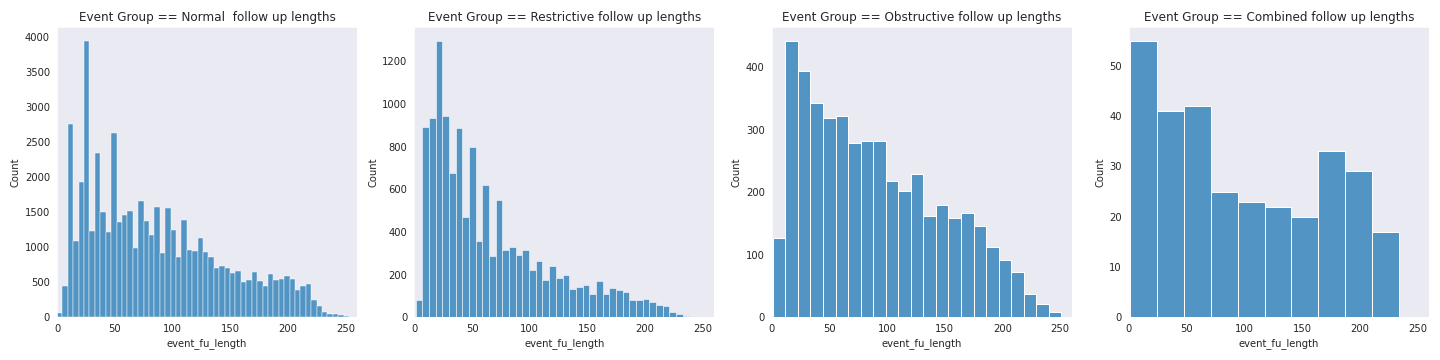 Event Group == Normal  follow up lengths
4000
3500
3000
2500
2000
1500
1000
500
0
Count
0 50 100 150 200 250
event_fu_length
Event Group == Restrictive follow up lengths
1200
1000
800
600
400
200
0
Count
0 50 100 150 200 250
event_fu_length
Event Group == Obstructive follow up lengths
400
300
200
100
0
Count
0 50 100 150 200 250
event_fu_length
Event Group == Combined follow up lengths
50
40
30
20
10
0
Count
0 50 100 150 200 250
event_fu_length